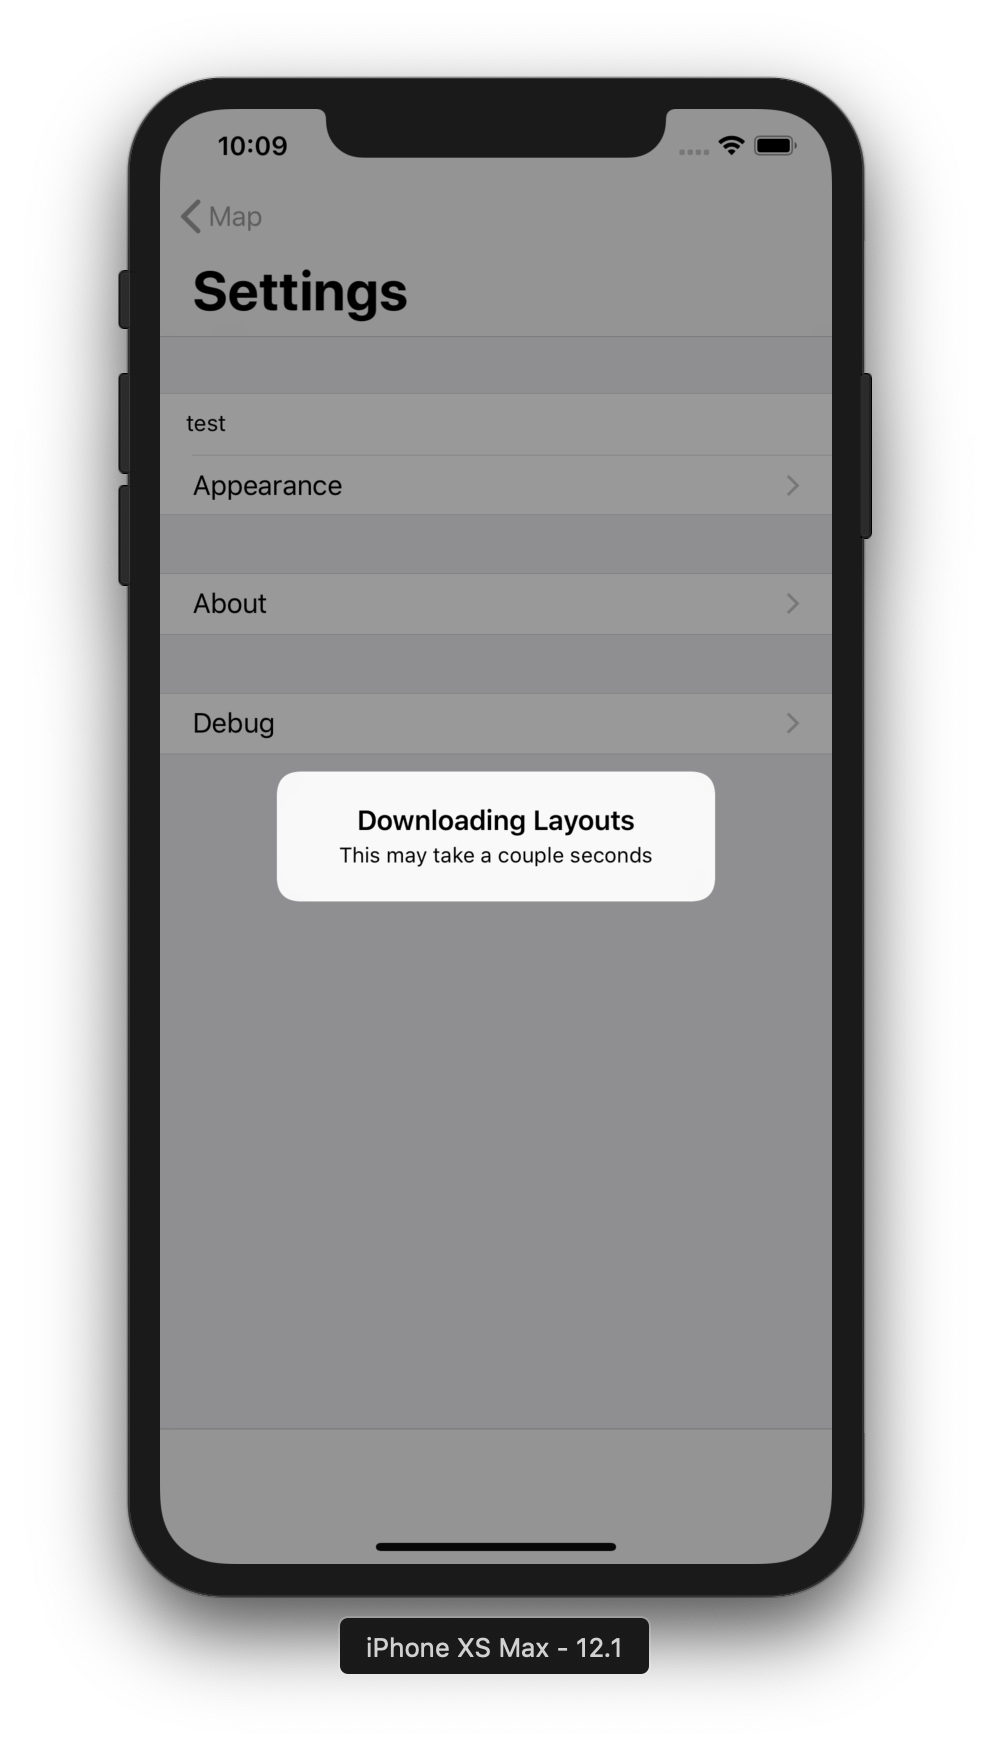 10:09
Map
Settings
test
Appearance
About
Debug
Downloading Layouts
This may take a couple seconds
iPhone XS Max - 12.1